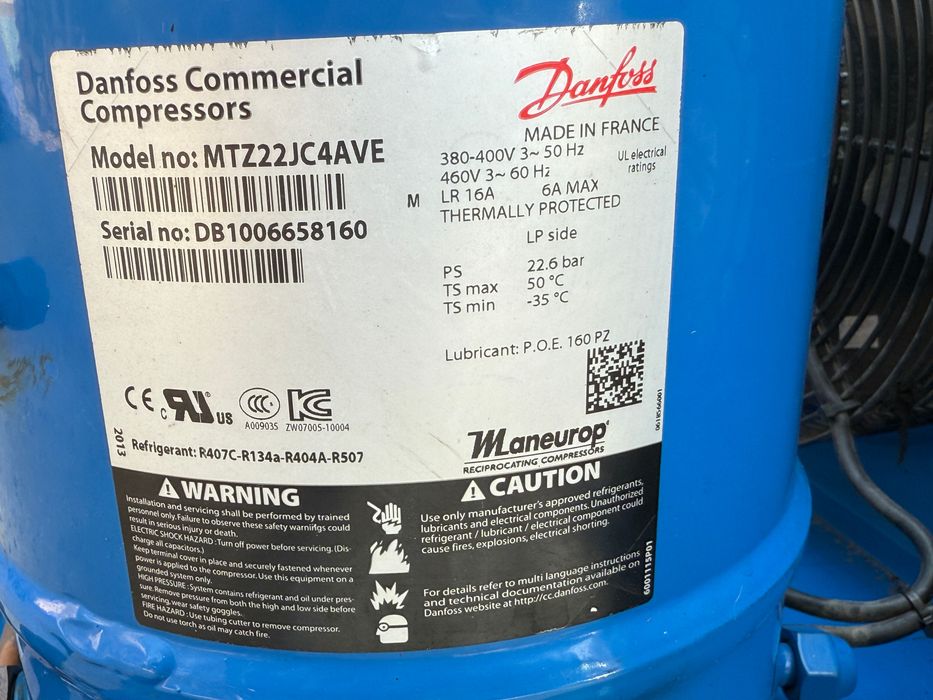 Danfoss Commercial
Compressors
Danfoss
MADE IN FRANCE
Model no: MTZ22JC4AVE
Serial no: DB1006658160
M
380-400V 3~ 50 Hz
460V 3~ 60 Hz
LR 16A 6A MAX
THERMALLY PROTECTED
UL electrical
ratings
LP side
PS 22.6 bar
TS max 50 °C
TS min -35 °C
Lubricant: P.O.E. 160 PZ
CE c RU US
CCC
A009035
KC
ZW07005-10004
2013
Refrigerant: R407C-R134a-R404A-R507
Maneurop®
RECIPROCATING COMPRESSORS
WARNING
Installation and servicing shall be performed by trained
personnel only. Failure to observe these safety warnifgs could
result in serious injury or death.
ELECTRIC SHOCK HAZARD : Turn off power before servicing. (Dis-
charge all capacitors.)
Keep terminal cover in place and securely fastened whenever
power is applied to the compressor. Use this equipment on a
grounded system only.
HIGH PRESSURE : System contains refrigerant and oil under pres-
sure. Remove pressure from both the high and low side before
servicing, wear safety goggles.
FIRE HAZARD : Use tubing cutter to remove compressor.
Do not use torch as oil may catch fire.
CAUTION
Use only manufacturer's approved refrigerants,
lubricants and electrical components. Unauthorized
refrigerant / lubricant / electrical component could
cause fires, explosions, electrical shorting.
For details refer to multi language instructions
and technical documentation available on
Danfoss website at http://cc.danfoss.com.
6001115P01